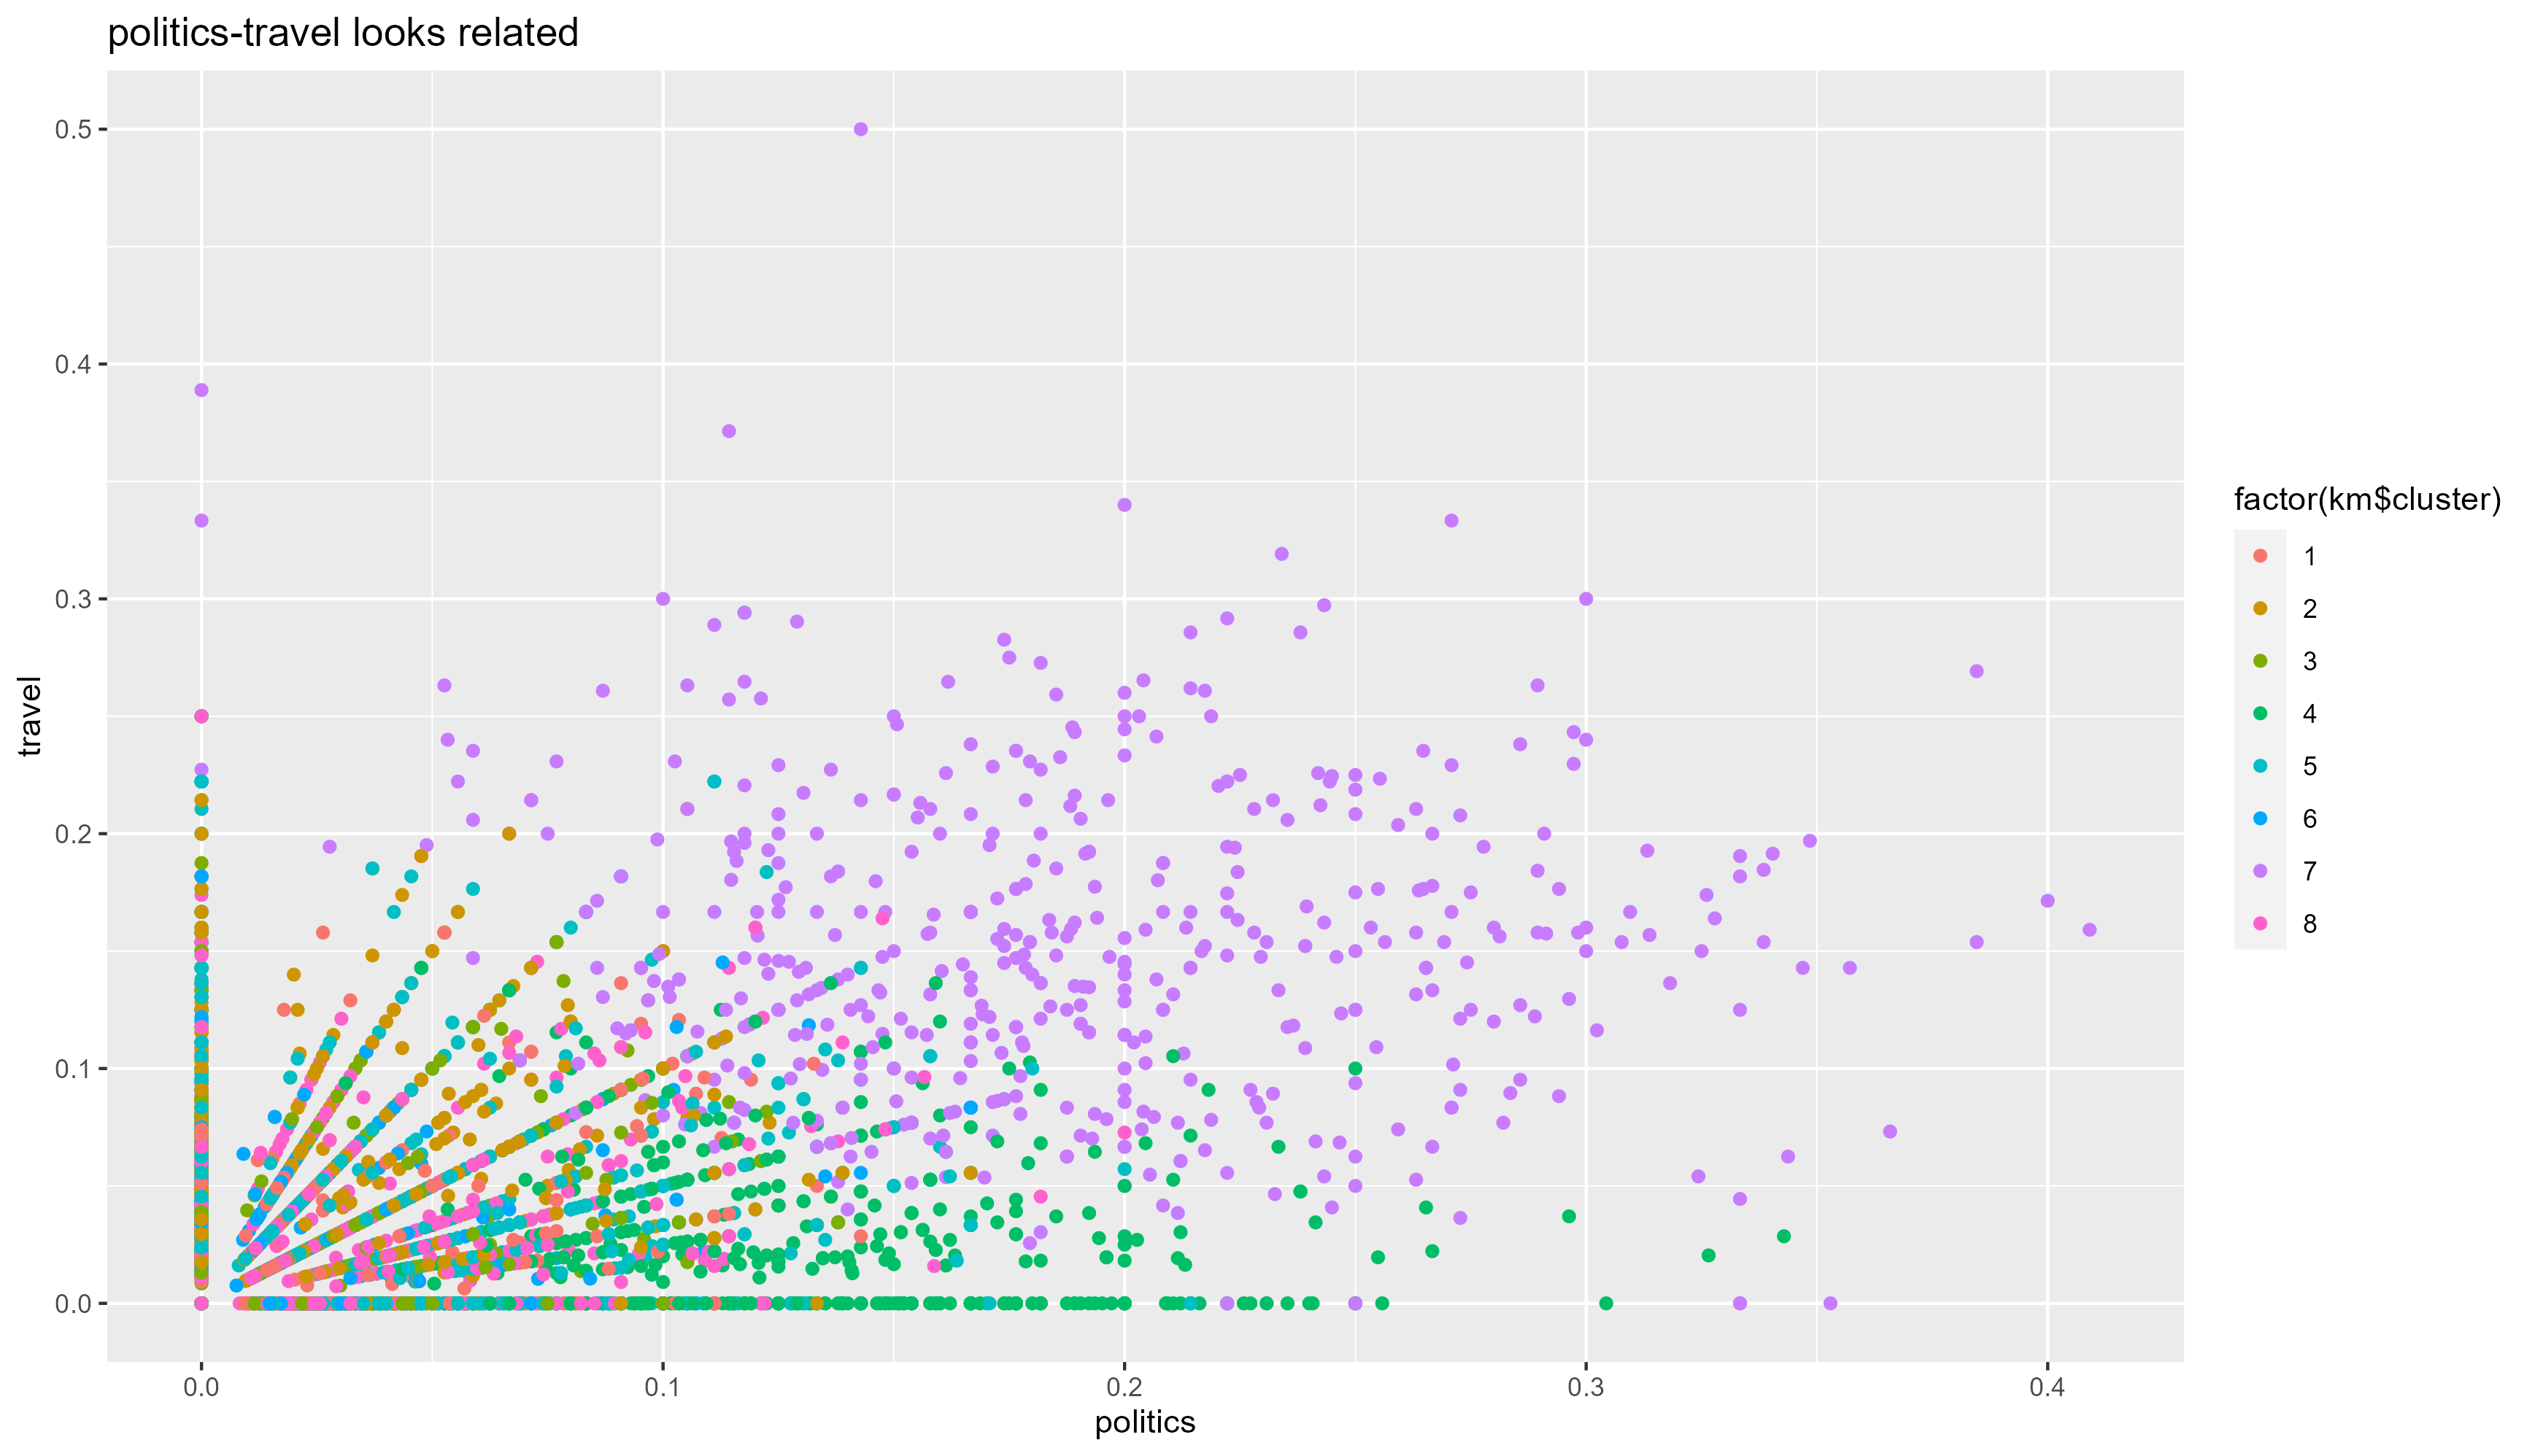 politics-travel looks related
0.5
0.4
0.3
0.2
0.1
0.0
travel
0.0 0.1 0.2 0.3 0.4
politics
factor(km$cluster)
1
2
3
4
5
6
7
8